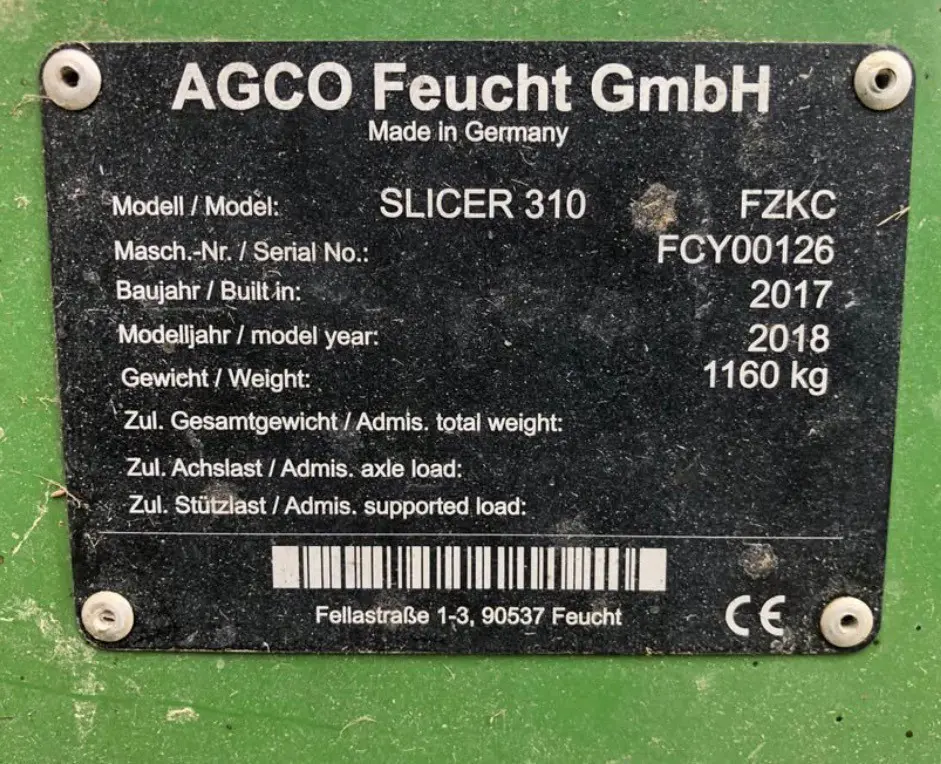 AGCO Feucht GmbH
Made in Germany
Modell / Model: SLICER 310 FZKC
Masch.-Nr. / Serial No.: FCY00126
Baujahr / Built in: 2017
Modelljahr / model year: 2018
Gewicht / Weight: 1160 kg
Zul. Gesamtgewicht / Admis. total weight:
Zul. Achslast / Admis. axle load:
Zul. Stützlast / Admis. supported load:
Fellastraße 1-3, 90537 Feucht
CE